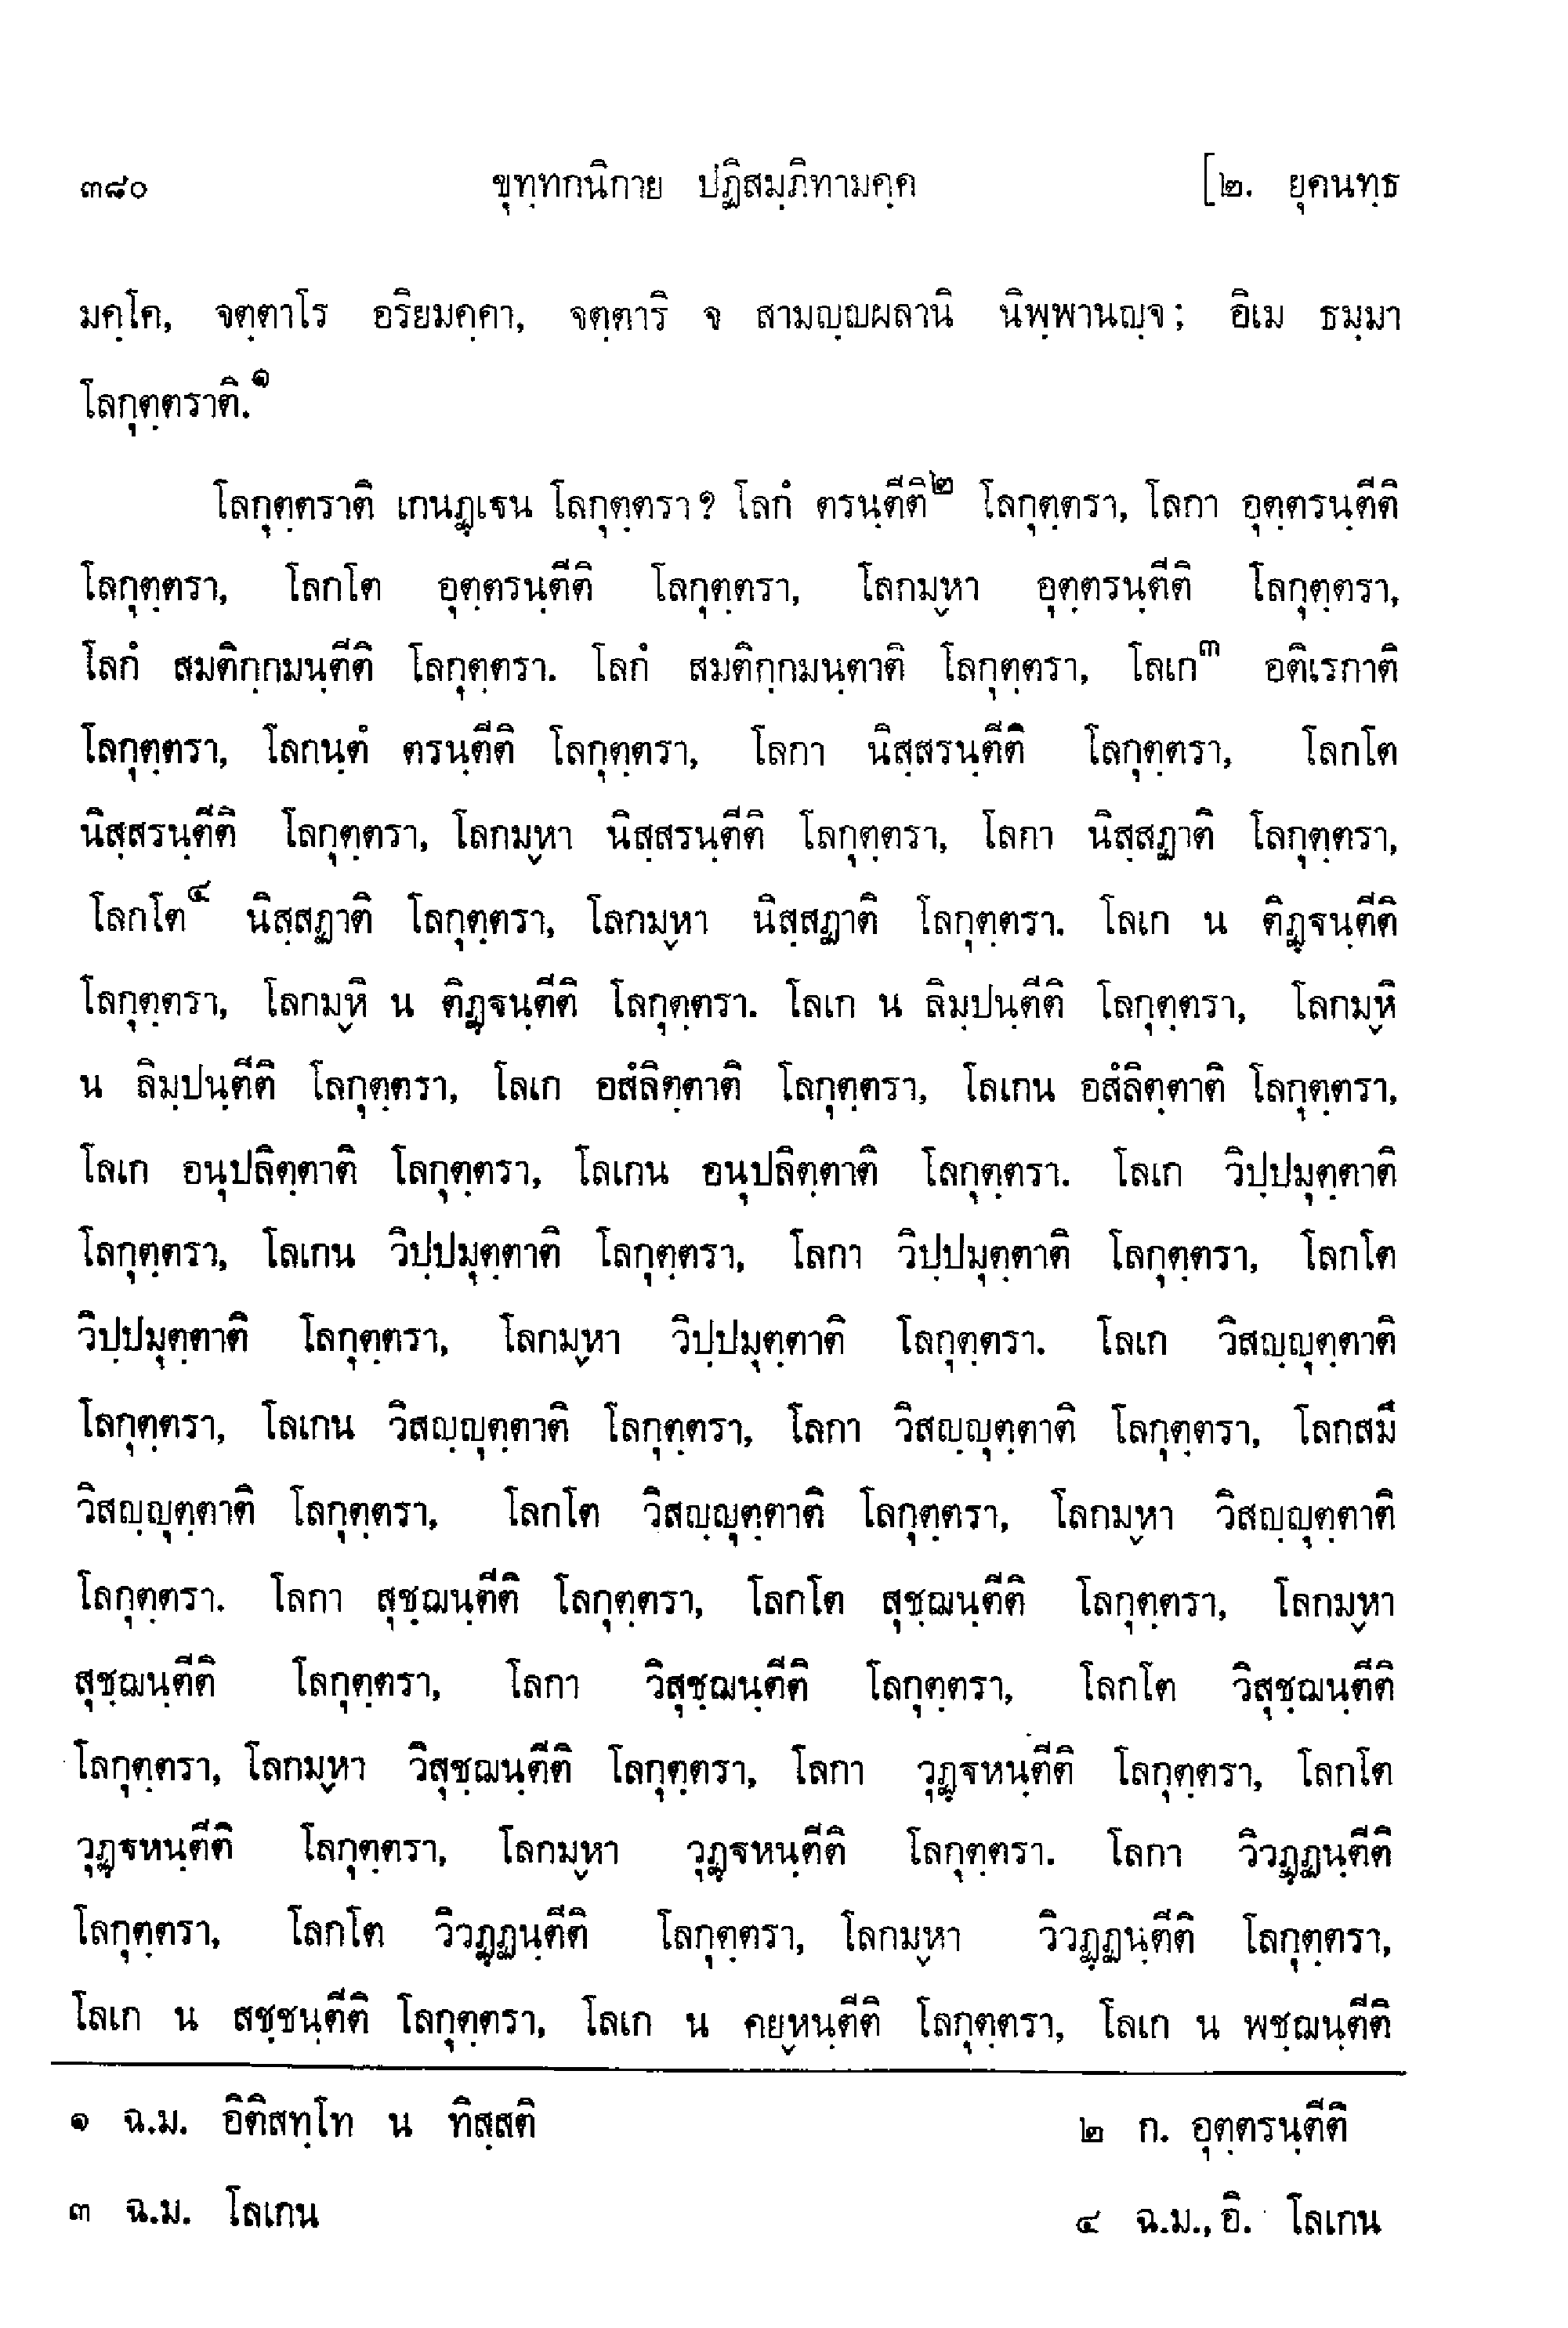 ๓๘๐ ขุทฺทกนิกาย ปฏิสมฺภิทามคฺค [๒. ยุคนทฺธ
มคฺโค, จตฺตาโร อริยมคฺคา, จตฺตาริ จ สามญฺญผลานิ นิพฺพานญฺจ; อิเม ธมฺมา
โลกุตฺตราติ.๑
โลกุตฺตราติ เกนฏฺเฐน โลกุตฺตรา? โลกํ ตรนฺตีติ๒ โลกุตฺตรา, โลกา อุตฺตรนฺตีติ
โลกุตฺตรา, โลกโต อุตฺตรนฺตีติ โลกุตฺตรา, โลกมฺหา อุตฺตรนฺตีติ โลกุตฺตรา,
โลกํ สมติกฺกมนฺตีติ โลกุตฺตรา. โลกํ สมติกฺกมนฺตาติ โลกุตฺตรา, โลเก๓ อติเรกาติ
โลกุตฺตรา, โลกนฺตํ ตรนฺตีติ โลกุตฺตรา, โลกา นิสฺสรนฺตีติ โลกุตฺตรา, โลกโต
นิสฺสรนฺตีติ โลกุตฺตรา, โลกมฺหา นิสฺสรนฺตีติ โลกุตฺตรา, โลกา นิสฺสฏาติ โลกุตฺตรา,
โลกโต๔ นิสฺสฏาติ โลกุตฺตรา, โลกมฺหา นิสฺสฏาติ โลกุตฺตรา. โลเก น ติฏฺฐนฺตีติ
โลกุตฺตรา, โลกมฺหิ น ติฏฺฐนฺตีติ โลกุตฺตรา. โลเก น ลิมฺปนฺตีติ โลกุตฺตรา, โลกมฺหิ
น ลิมฺปนฺตีติ โลกุตฺตรา, โลเก อสํลิตฺตาติ โลกุตฺตรา, โลเกน อสํลิตฺตาติ โลกุตฺตรา,
โลเก อนุปลิตฺตาติ โลกุตฺตรา, โลเกน อนุปลิตฺตาติ โลกุตฺตรา. โลเก วิปฺปมุตฺตาติ
โลกุตฺตรา, โลเกน วิปฺปมุตฺตาติ โลกุตฺตรา, โลกา วิปฺปมุตฺตาติ โลกุตฺตรา, โลกโต
วิปฺปมุตฺตาติ โลกุตฺตรา, โลกมฺหา วิปฺปมุตฺตาติ โลกุตฺตรา. โลเก วิสญฺญุตฺตาติ
โลกุตฺตรา, โลเกน วิสญฺญุตฺตาติ โลกุตฺตรา, โลกา วิสญฺญุตฺตาติ โลกุตฺตรา, โลกสมึ
วิสญฺญุตฺตาติ โลกุตฺตรา, โลกโต วิสญฺญุตฺตาติ โลกุตฺตรา, โลกมฺหา วิสญฺญุตฺตาติ
โลกุตฺตรา. โลกา สุชฺฌนฺตีติ โลกุตฺตรา, โลกโต สุชฺฌนฺตีติ โลกุตฺตรา, โลกมฺหา
สุชฺฌนฺตีติ โลกุตฺตรา, โลกา วิสุชฺฌนฺตีติ โลกุตฺตรา, โลกโต วิสุชฺฌนฺตีติ
โลกุตฺตรา, โลกมฺหา วิสุชฺฌนฺตีติ โลกุตฺตรา, โลกา วุฏฺฐหนฺตีติ โลกุตฺตรา, โลกโต
วุฏฺฐหนฺตีติ โลกุตฺตรา, โลกมฺหา วุฏฺฐหนฺตีติ โลกุตฺตรา. โลกา วิวฏฺฏนฺตีติ
โลกุตฺตรา, โลกโต วิวฏฺฏนฺตีติ โลกุตฺตรา, โลกมฺหา วิวฏฺฏนฺตีติ โลกุตฺตรา,
โลเก น สชฺชนฺตีติ โลกุตฺตรา, โลเก น คยฺหนฺตีติ โลกุตฺตรา, โลเก น พชฺฌนฺตีติ
๑ ฉ.ม. อิติสทฺโท น ทิสฺสติ ๒ ก. อุตฺตรนฺตีติ
๓ ฉ.ม. โลเกน ๔ ฉ.ม., อิ. โลเกน